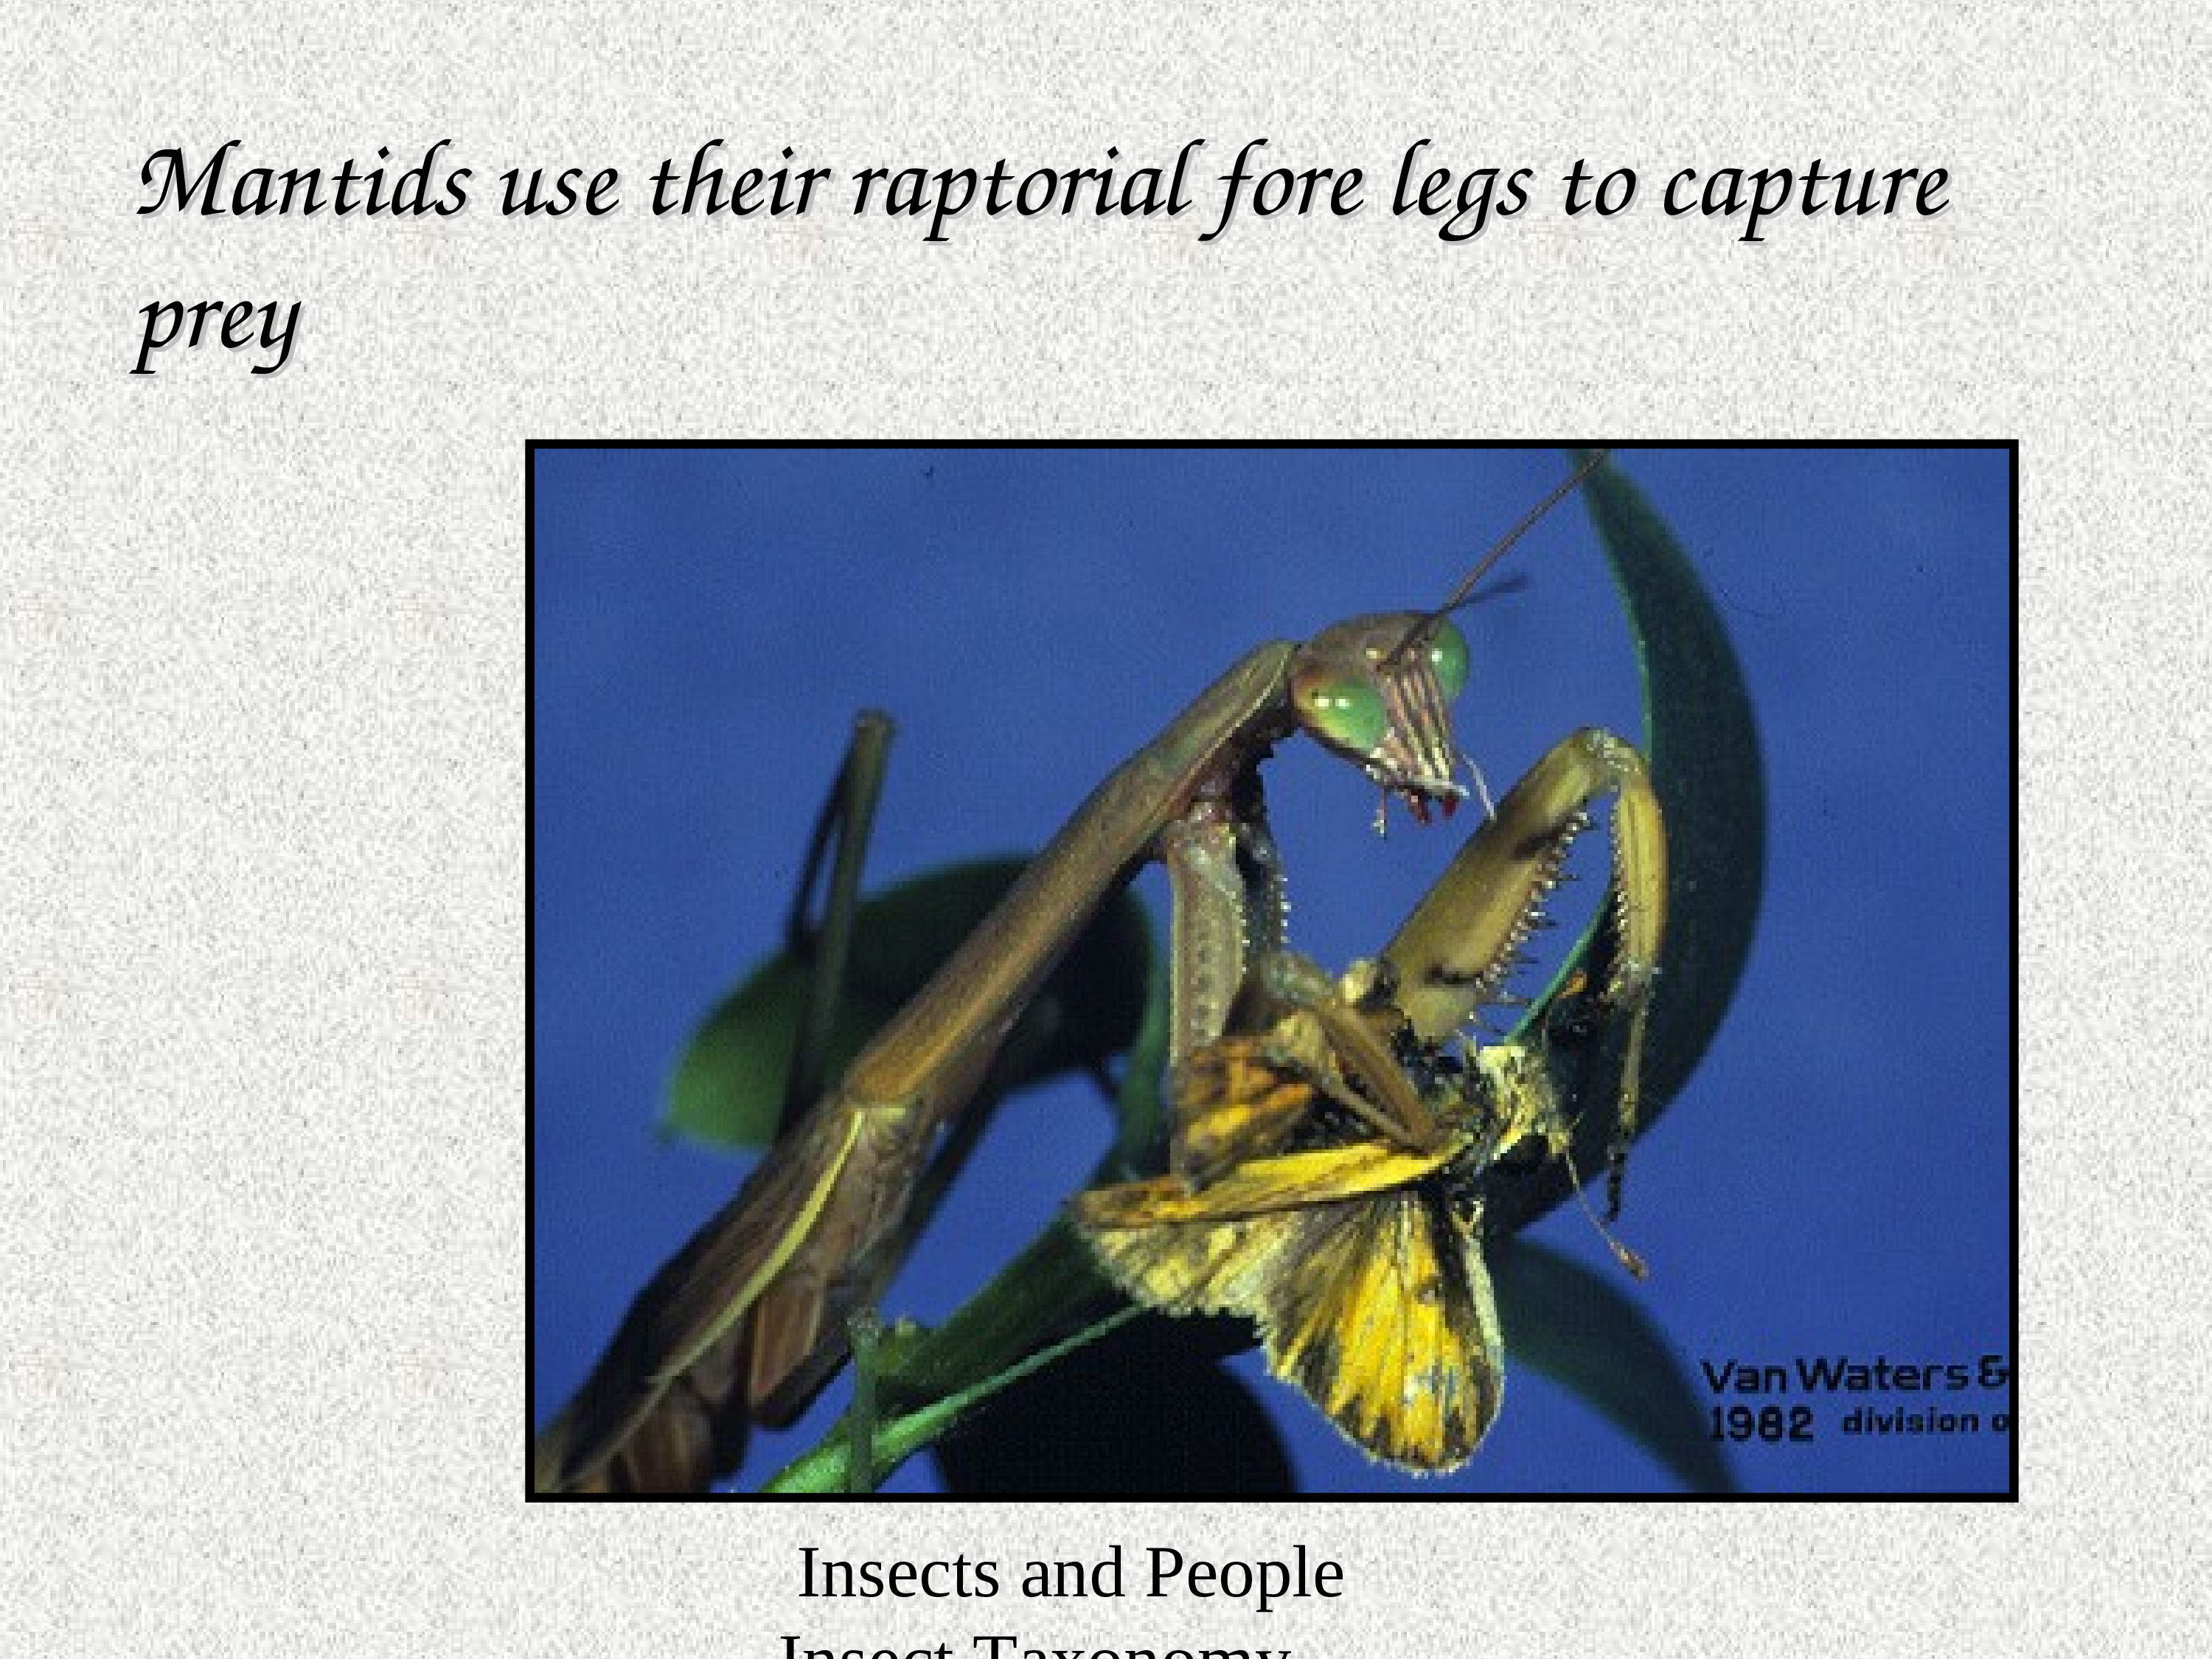 Mantids use their raptorial fore legs to capture
prey
Van Waters &
1982 division o
Insects and People
Insect Taxonomy